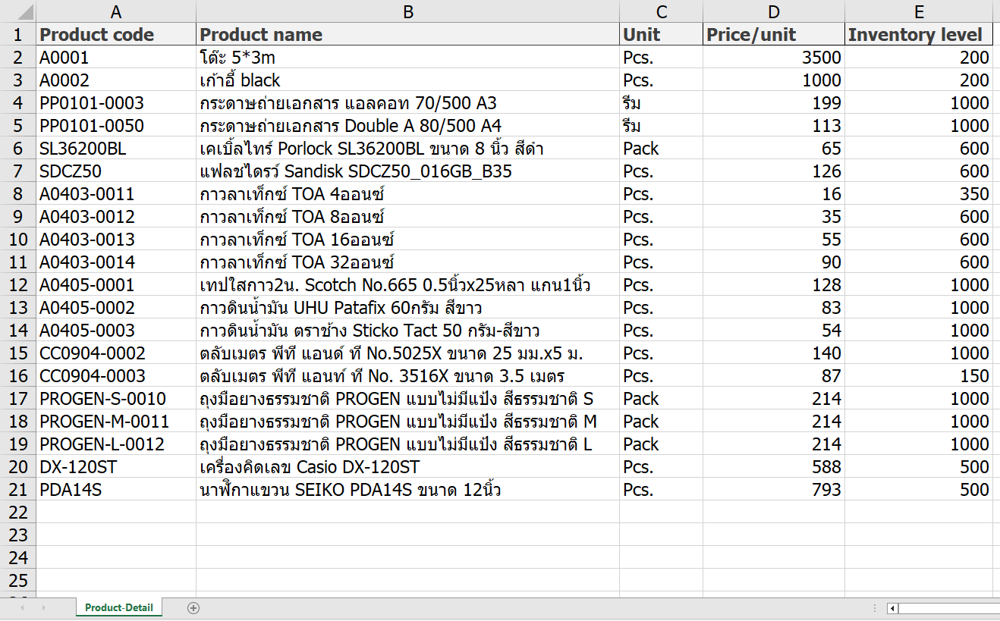 A B C D E
1 Product code Product name Unit Price/unit Inventory level
2 A0001 โต๊ะ 5*3m Pcs. 3500 200
3 A0002 เก้าอี้ black Pcs. 1000 200
4 PP0101-0003 กระดาษถ่ายเอกสาร แอลคอท 70/500 A3 รีม 199 1000
5 PP0101-0050 กระดาษถ่ายเอกสาร Double A 80/500 A4 รีม 113 1000
6 SL36200BL เคเบิ้ลไทร์ Porlock SL36200BL ขนาด 8 นิ้ว สีดำ Pack 65 600
7 SDCZ50 แฟลชไดรว์ Sandisk SDCZ50_016GB_B35 Pcs. 126 600
8 A0403-0011 กาวลาเท็กซ์ TOA 4ออนซ์ Pcs. 16 350
9 A0403-0012 กาวลาเท็กซ์ TOA 8ออนซ์ Pcs. 35 600
10 A0403-0013 กาวลาเท็กซ์ TOA 16ออนซ์ Pcs. 55 600
11 A0403-0014 กาวลาเท็กซ์ TOA 32ออนซ์ Pcs. 90 600
12 A0405-0001 เทปใสกาว2น. Scotch No.665 0.5นิ้วx25หลา แกน1นิ้ว Pcs. 128 1000
13 A0405-0002 กาวดินน้ำมัน UHU Patafix 60กรัม สีขาว Pcs. 83 1000
14 A0405-0003 กาวดินน้ำมัน ตราช้าง Sticko Tact 50 กรัม-สีขาว Pcs. 54 1000
15 CC0904-0002 ตลับเมตร พีที แอนด์ ที No.5025X ขนาด 25 มม.x5 ม. Pcs. 140 1000
16 CC0904-0003 ตลับเมตร พีที แอนท์ ที No. 3516X ขนาด 3.5 เมตร Pcs. 87 150
17 PROGEN-S-0010 ถุงมือยางธรรมชาติ PROGEN แบบไม่มีแป้ง สีธรรมชาติ S Pack 214 1000
18 PROGEN-M-0011 ถุงมือยางธรรมชาติ PROGEN แบบไม่มีแป้ง สีธรรมชาติ M Pack 214 1000
19 PROGEN-L-0012 ถุงมือยางธรรมชาติ PROGEN แบบไม่มีแป้ง สีธรรมชาติ L Pack 214 1000
20 DX-120ST เครื่องคิดเลข Casio DX-120ST Pcs. 588 500
21 PDA14S นาฬิกาแขวน SEIKO PDA14S ขนาด 12นิ้ว Pcs. 793 500
22
23
24
25
Product-Detail